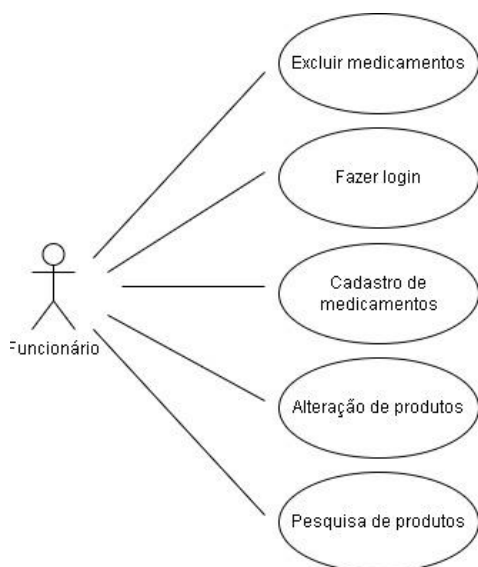 Excluir medicamentos
Fazer login
Cadastro de
medicamentos
Funcionário
Alteração de produtos
Pesquisa de produtos